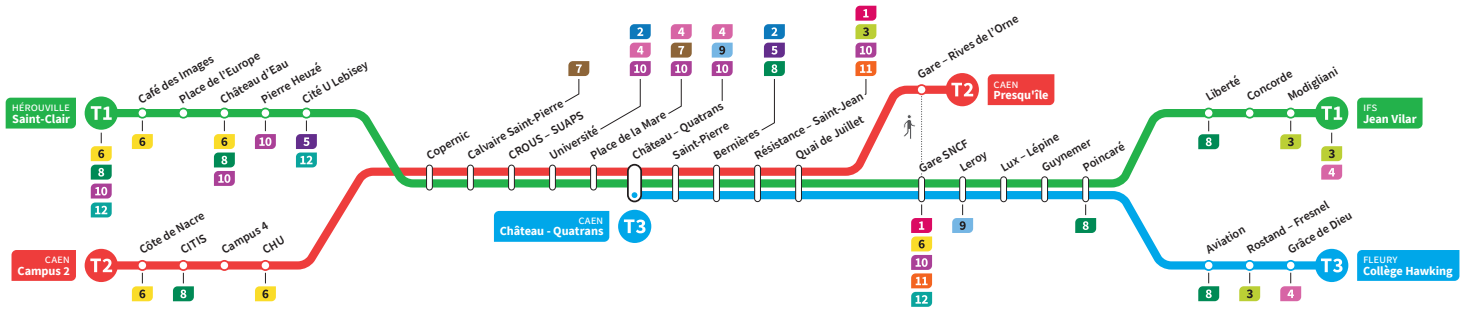 HÉROUVILLE
Saint-Clair
T1
6
8
10
12
Café des Images
6
Place de l'Europe
Château d'Eau
6
8
10
Pierre Heuzé
10
Cité U Lebisey
5
12
CAEN
Campus 2
T2
Côte de Nacre
6
CITIS
8
Campus 4
CHU
6
Copernic
Calvaire Saint-Pierre
7
CROUS – SUAPS
Université
2
4
10
Place de la Mare
4
7
10
Château – Quatrans
4
9
10
CAEN
Château - Quatrans
T3
Saint-Pierre
Bernières
2
5
8
Résistance – Saint-Jean
1
3
10
11
Quai de Juillet
Gare – Rives de l'Orne
T2
CAEN
Presqu'île
Gare SNCF
1
6
10
11
12
Leroy
9
Lux – Lépine
Guynemer
Poincaré
8
Liberté
8
Concorde
Modigliani
3
T1
3
4
IFS
Jean Vilar
Aviation
8
Rostand – Fresnel
3
Grâce de Dieu
4
T3
FLEURY
Collège Hawking